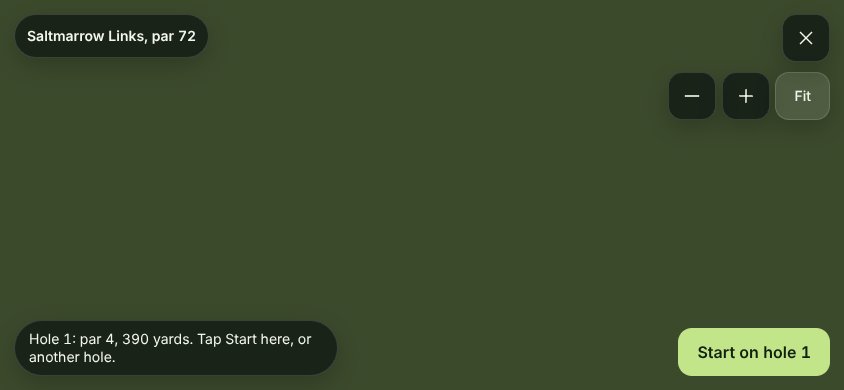 Saltmarrow Links, par 72
Fit
Hole 1: par 4, 390 yards. Tap Start here, or
another hole.
Start on hole 1